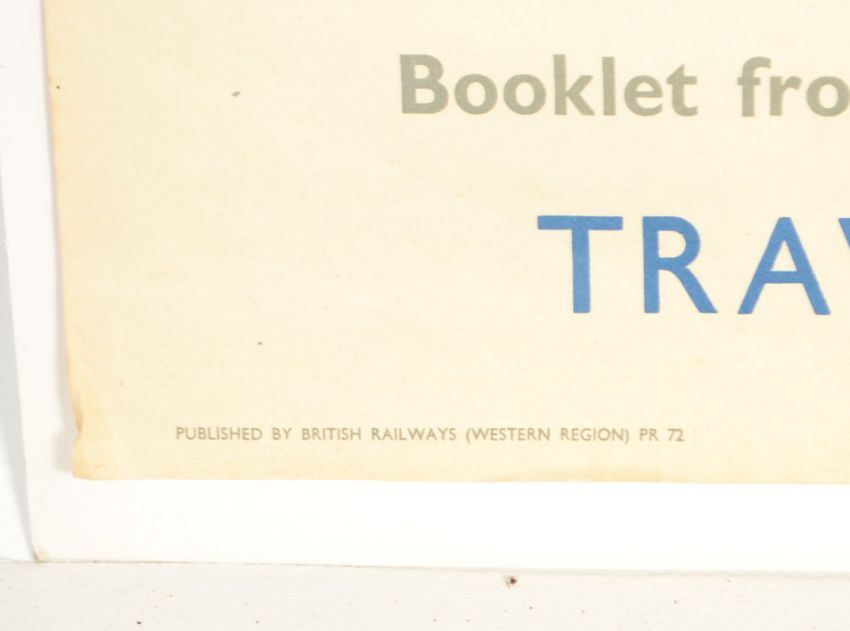 Booklet fro
TRA
PUBLISHED BY BRITISH RAILWAYS (WESTERN REGION) PR 72